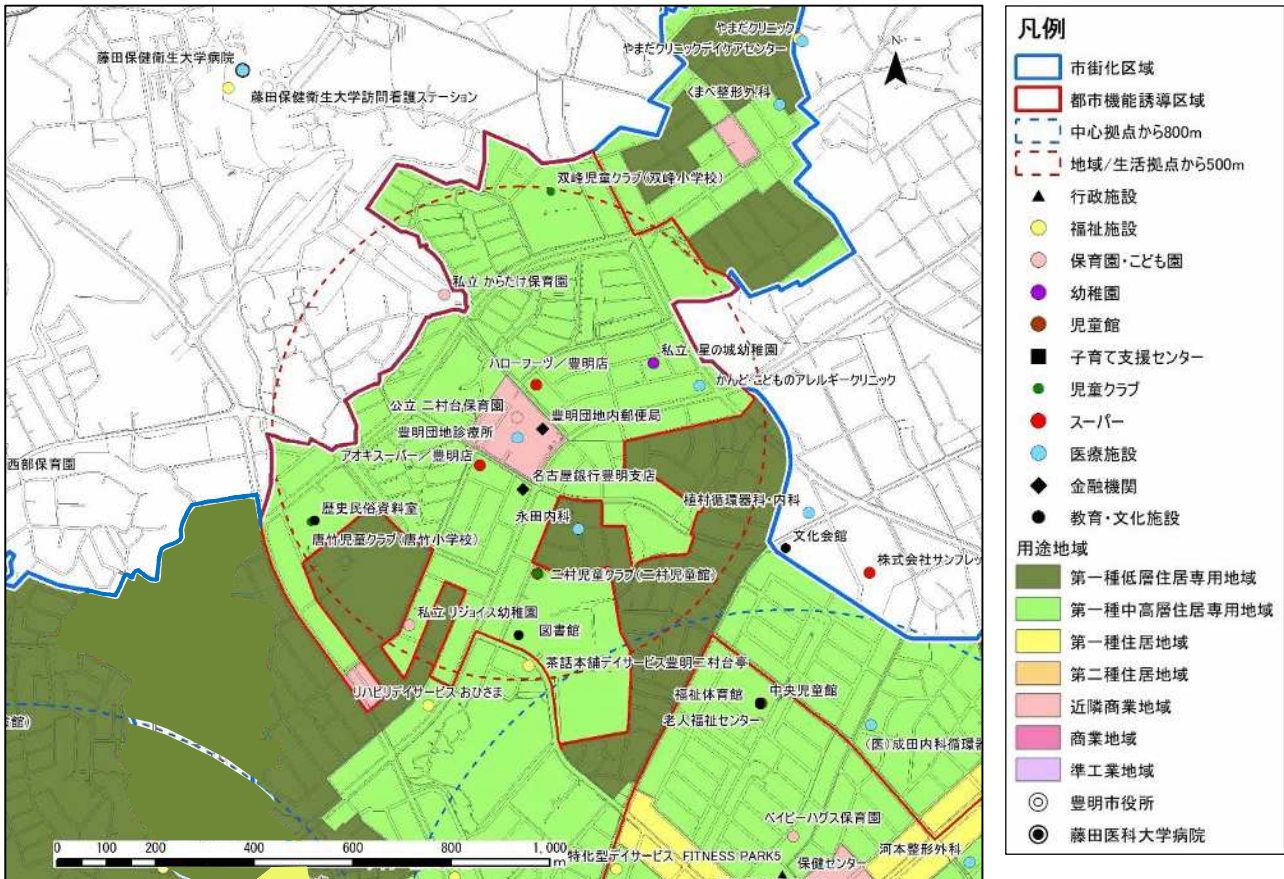 藤田保健衛生大学病院
藤田保健衛生大学訪問看護ステーション
やまだクリニック
やまだクリニックデイケアセンター
N
くまべ整形外科
双峰児童クラブ(双峰小学校)
私立 からたけ保育園
私立 星の城幼稚園
ハローフーヅ/豊明店
かんど・こどものアレルギークリニック
公立 二村台保育園
豊明団地内郵便局
豊明団地診療所
アオキスーパー/豊明店
西部保育園
名古屋銀行豊明支店
植村循環器科・内科
歴史民俗資料室
永田内科
文化会館
唐竹児童クラブ(唐竹小学校)
株式会社サンフレッ
二村児童クラブ(二村児童館)
私立 リジョイス幼稚園
図書館
茶話本舗デイサービス豊明二村台亭
リハビリデイサービス おひさま
福祉体育館
中央児童館
老人福祉センター
館)
(医)成田内科循環器
ベイビーハグス保育園
特化型デイサービス FITNESS PARK5
保健センター
河本整形外科
0 100 200 400 600 800 1,000
m
凡例
市街化区域
都市機能誘導区域
中心拠点から800m
地域/生活拠点から500m
行政施設
福祉施設
保育園・こども園
幼稚園
児童館
子育て支援センター
児童クラブ
スーパー
医療施設
金融機関
教育・文化施設
用途地域
第一種低層住居専用地域
第一種中高層住居専用地域
第一種住居地域
第二種住居地域
近隣商業地域
商業地域
準工業地域
豊明市役所
藤田医科大学病院